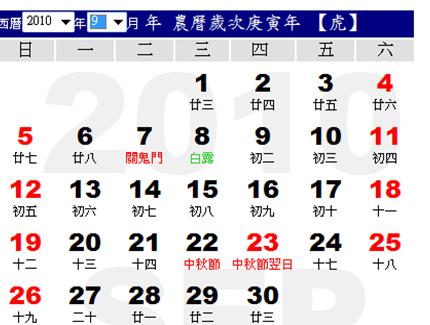 西曆 2010 年 9 月 年 農曆歲次庚寅年 【虎】
日 一 二 三 四 五 六
1 2 3 4
廿三 廿四 廿五 廿六
5 6 7 8 9 10 11
廿七 廿八 關鬼門 白露 初二 初三 初四
12 13 14 15 16 17 18
初五 初六 初七 初八 初九 初十 十一
19 20 21 22 23 24 25
十二 十三 十四 中秋節 中秋節翌日 十七 十八
26 27 28 29 30
十九 二十 廿一 廿二 廿三
2010
SEP